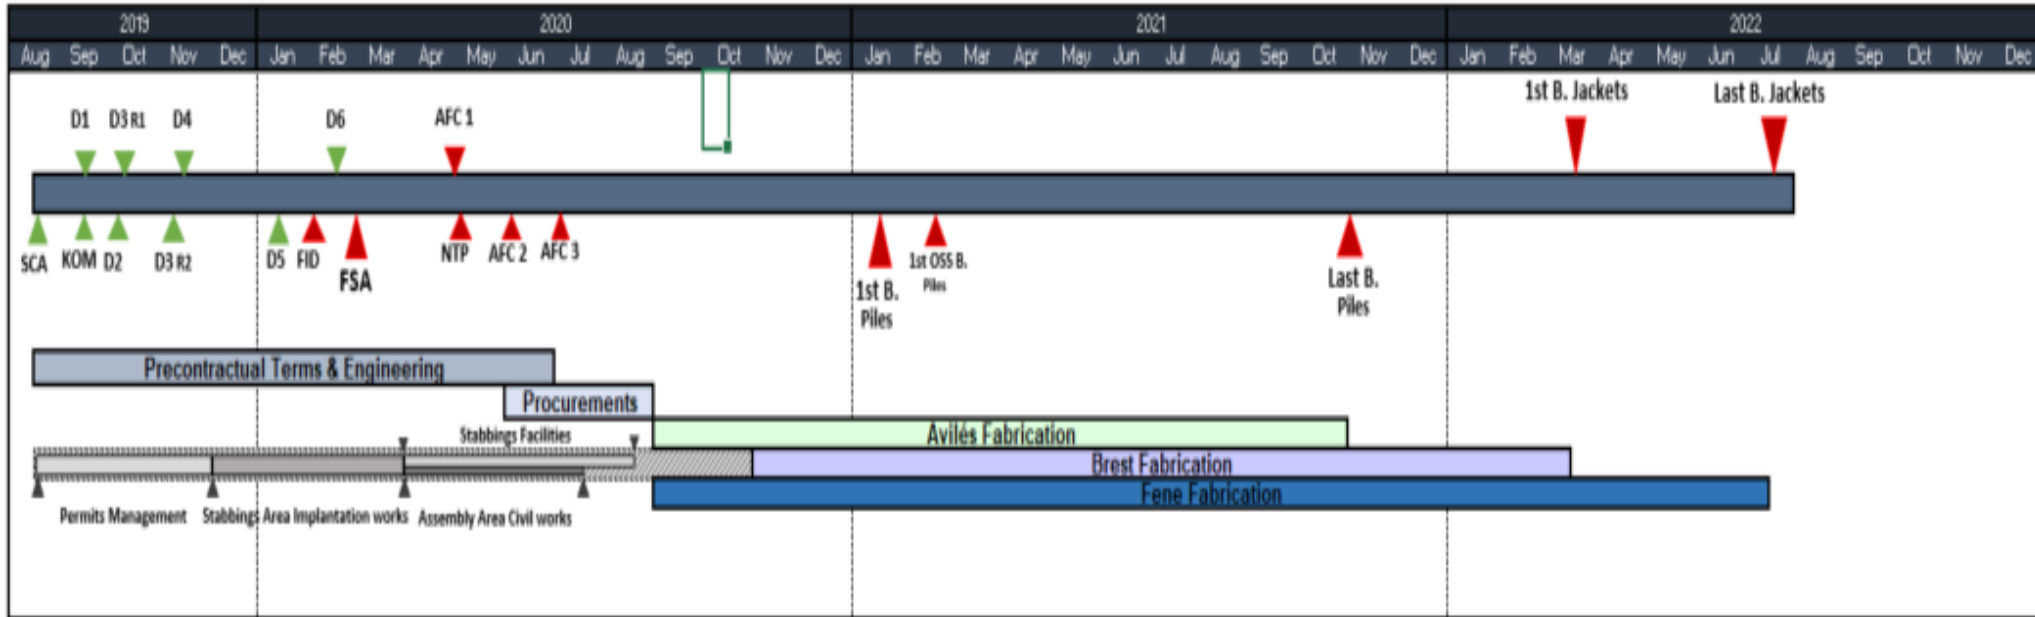 2019 2020 2021 2022
Aug Sep Oct Nov Dec Jan Feb Mar Apr May Jun Jul Aug Sep Oct Nov Dec Jan Feb Mar Apr May Jun Jul Aug Sep Oct Nov Dec Jan Feb Mar Apr May Jun Jul Aug Sep Oct Nov Dec
1st B. Jackets Last B. Jackets
D1 D3 R1 D4 D6 AFC 1
SCA KOM D2 D3 R2 D5 FID FSA NTP AFC 2 AFC 3 1st B. Piles 1st OSS B. Piles Last B. Piles
Precontractual Terms & Engineering
Procurements
Stabbings Facilities
Avilés Fabrication
Brest Fabrication
Fene Fabrication
Permits Management Stabbings Area Implantation works Assembly Area Civil works